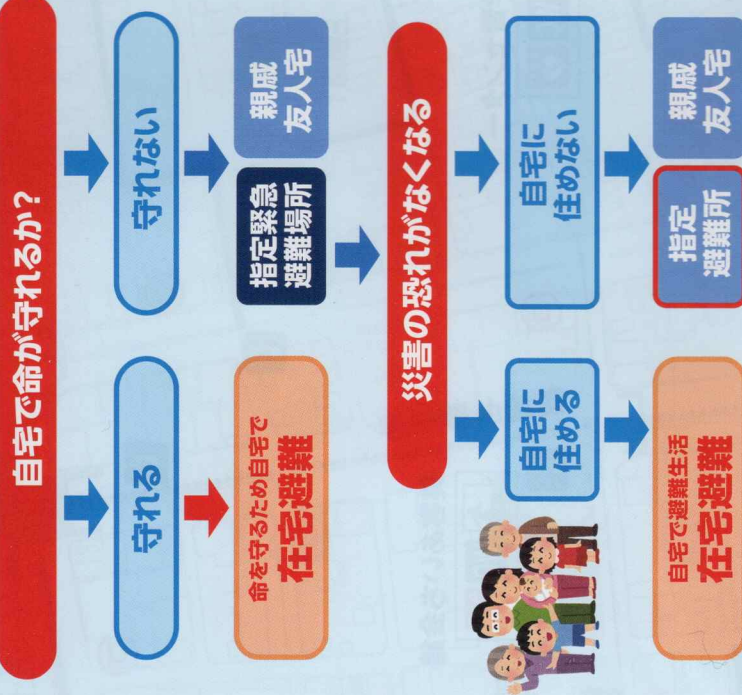 自宅で命が守れるか?
守れる
守れない
命を守るため自宅で
在宅避難
指定緊急
避難場所
親戚
友人宅
災害の恐れがなくなる
自宅に
住める
自宅に
住めない
自宅で避難生活
在宅避難
指定
避難所
親戚
友人宅